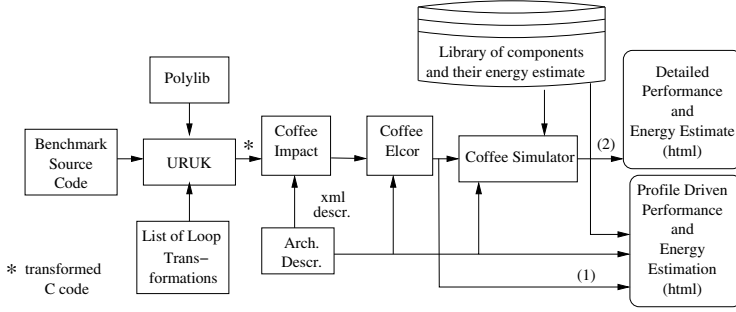 Library of components
and their energy estimate
Detailed
Performance
and
Energy Estimate
(html)
Polylib
Benchmark
Source
Code
URUK
*
Coffee
Impact
Coffee
Elcor
Coffee Simulator
(2)
xml
descr.
Profile Driven
Performance
and
Energy
Estimation
(html)
List of Loop
Trans−
formations
Arch.
Descr.
(1)
* transformed
C code